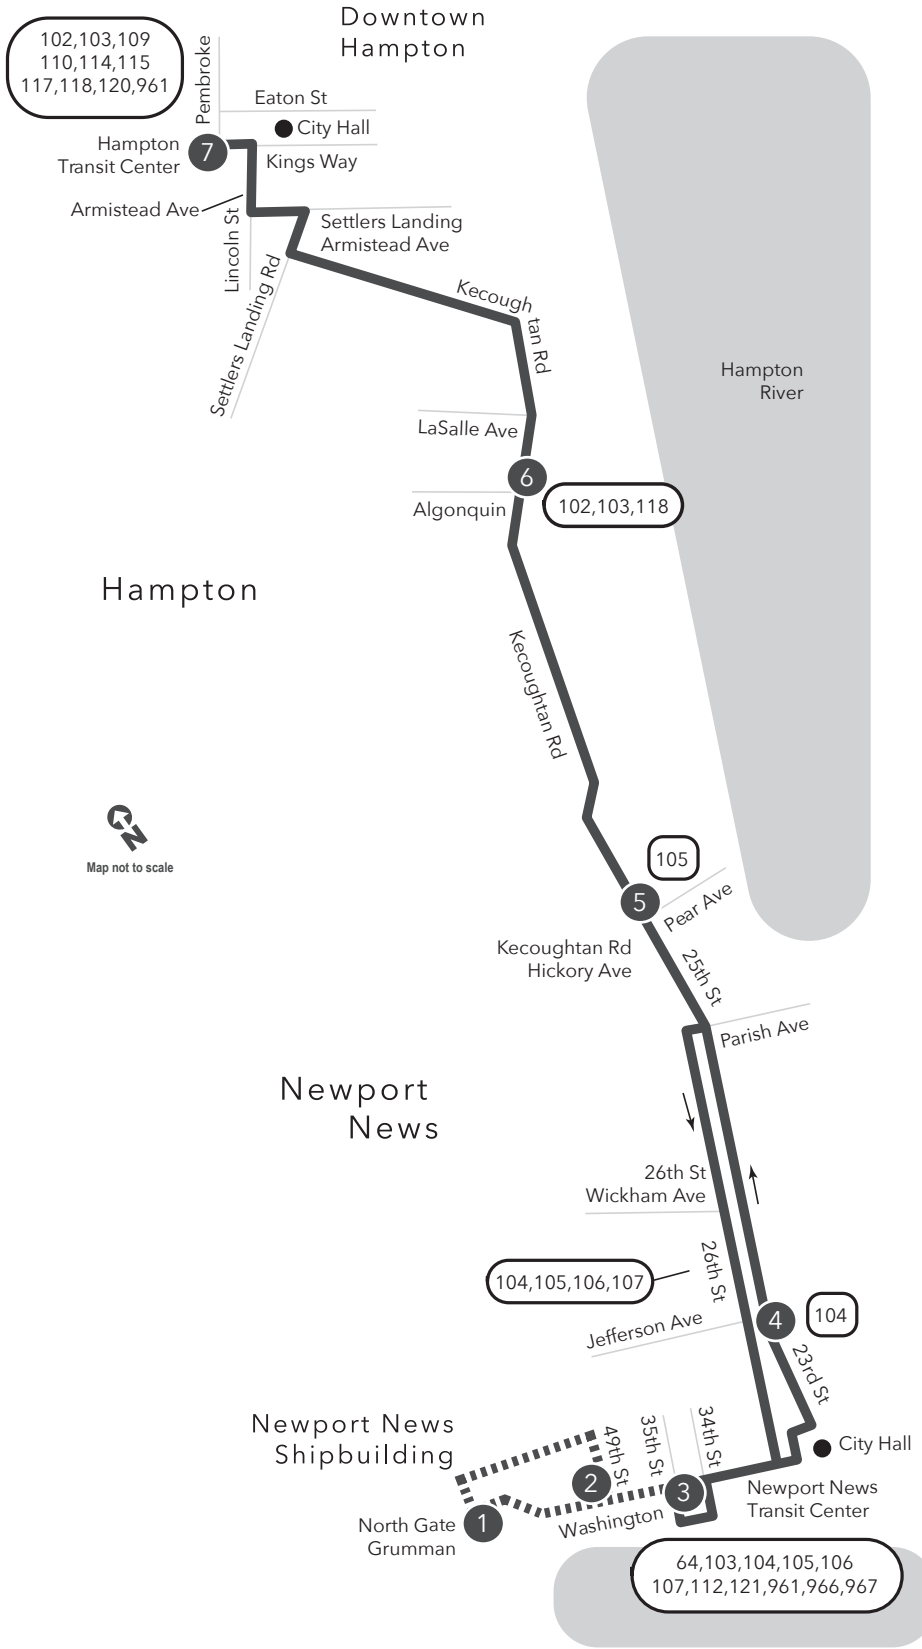 Downtown
Hampton
102,103,109
110,114,115
117,118,120,961
Pembroke
Eaton St
City Hall
Hampton
Transit Center
7
Kings Way
Armistead Ave
Lincoln St
Settlers Landing
Armistead Ave
Settlers Landing Rd
Kecough
tan Rd
Hampton
River
LaSalle Ave
6
Algonquin
102,103,118
Hampton
Kecoughtan Rd
N
Map not to scale
105
5
Pear Ave
Kecoughtan Rd
Hickory Ave
25th St
Parish Ave
Newport
News
26th St
Wickham Ave
26th St
104,105,106,107
4
104
Jefferson Ave
23rd St
Newport News
Shipbuilding
49th St
35th St
34th St
City Hall
2
3
Newport News
Transit Center
1
North Gate
Grumman
Washington
64,103,104,105,106
107,112,121,961,966,967